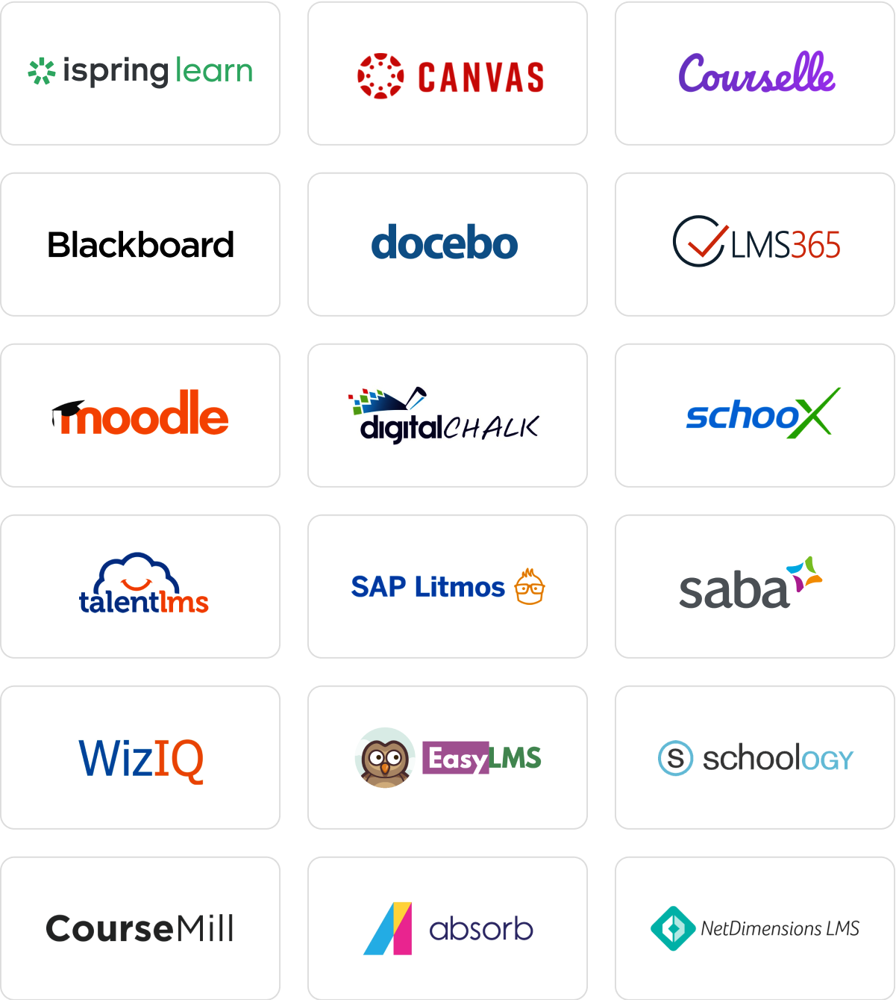 ispring learn
CANVAS
Courselle
Blackboard
docebo
LMS365
moodle
digitalCHALK
schooX
talentlms
SAP Litmos
saba
WizIQ
EasyLMS
S schoolOGY
CourseMill
absorb
NetDimensions LMS